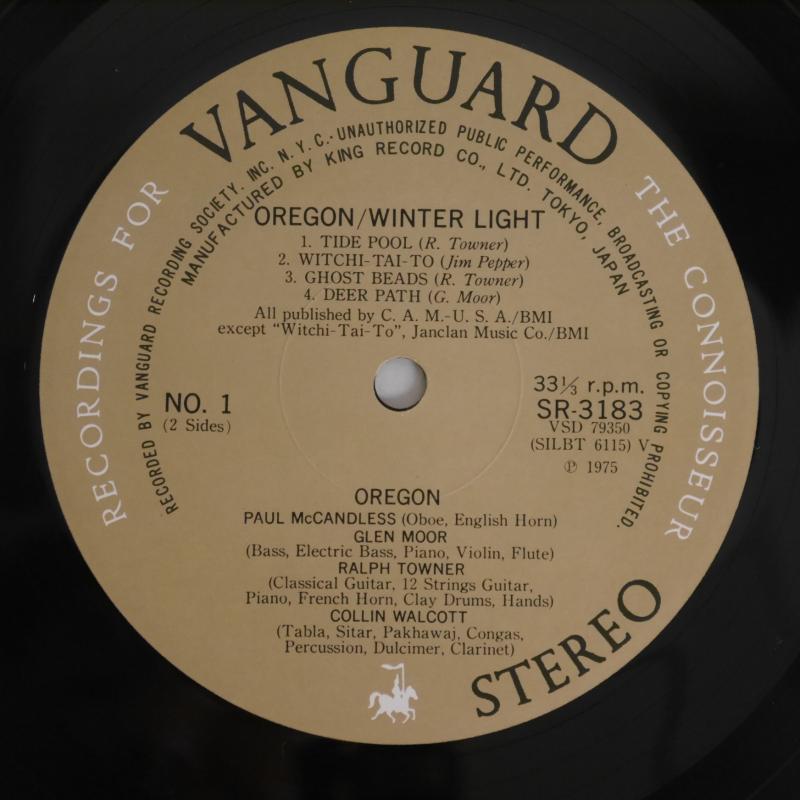 VANGUARD
RECORDINGS FOR THE CONNOISSEUR
RECORDED BY VANGUARD RECORDING SOCIETY. INC. N. Y. C.-UNAUTHORIZED PUBLIC PERFORMANCE, BROADCASTING OR COPYING PROHIBITED.
MANUFACTURED BY KING RECORD CO., LTD. TOKYO, JAPAN
OREGON/WINTER LIGHT
1. TIDE POOL (R. Towner)
2. WITCHI-TAI-TO (Jim Pepper)
3. GHOST BEADS (R. Towner)
4. DEER PATH (G. Moor)
All published by C. A. M.-U. S. A./BMI
except “Witchi-Tai-To”, Janclan Music Co./BMI
NO. 1
(2 Sides)
33⅓ r.p.m.
SR-3183
VSD 79350
(SILBT 6115) V
℗ 1975
OREGON
PAUL McCANDLESS (Oboe, English Horn)
GLEN MOOR
(Bass, Electric Bass, Piano, Violin, Flute)
RALPH TOWNER
(Classical Guitar, 12 Strings Guitar,
Piano, French Horn, Clay Drums, Hands)
COLLIN WALCOTT
(Tabla, Sitar, Pakhawaj, Congas,
Percussion, Dulcimer, Clarinet)
STEREO